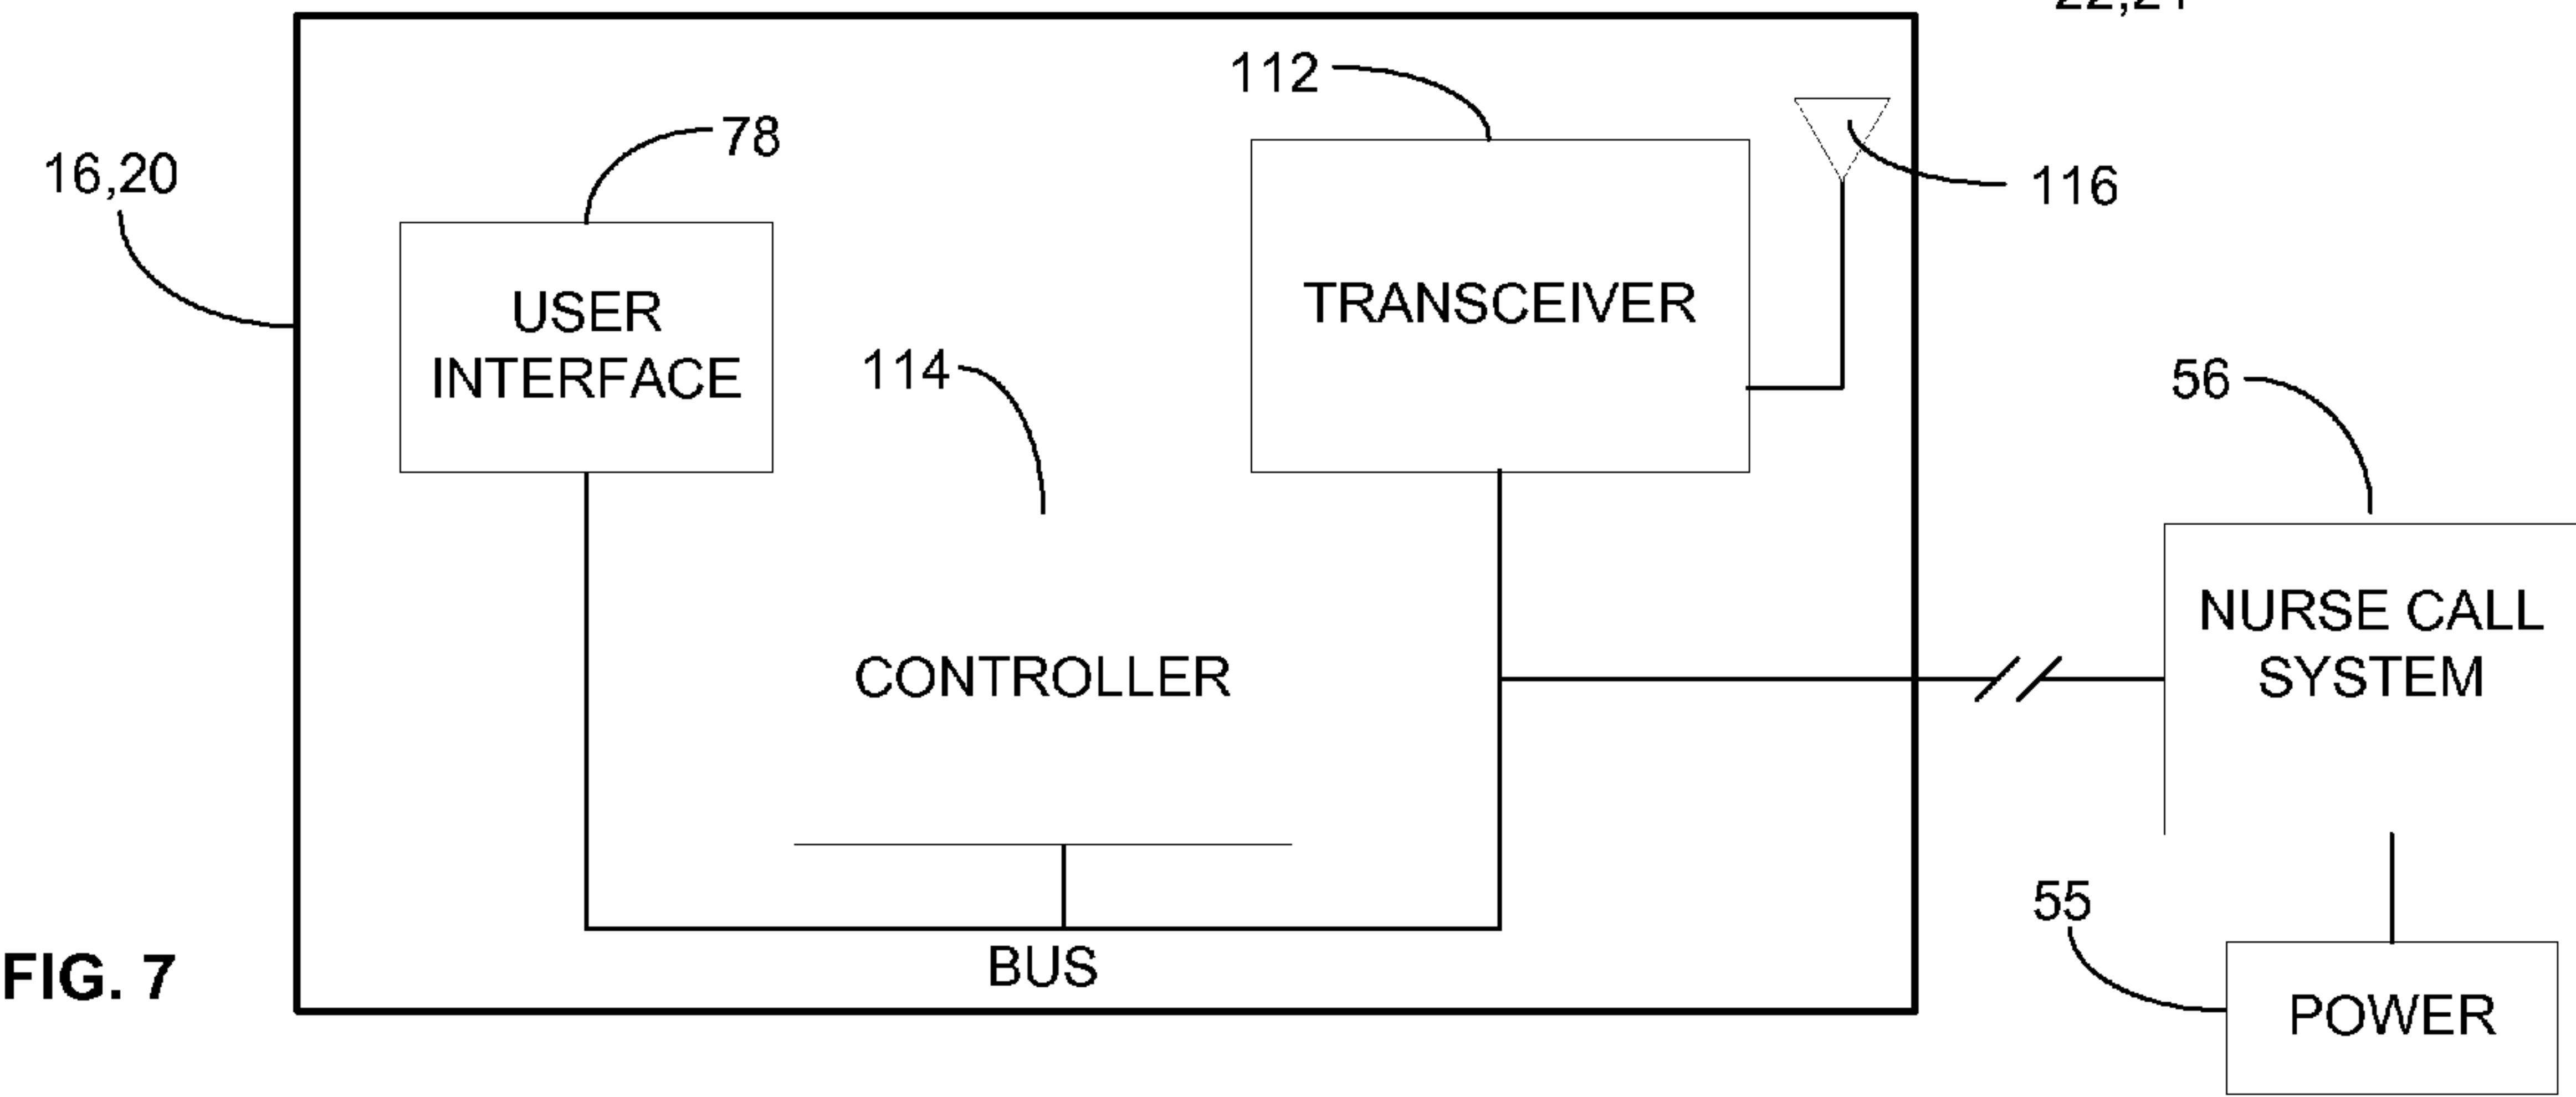 112
78
16,20
116
USER
INTERFACE
TRANSCEIVER
114
56
NURSE CALL
SYSTEM
CONTROLLER
55
BUS
FIG. 7
POWER